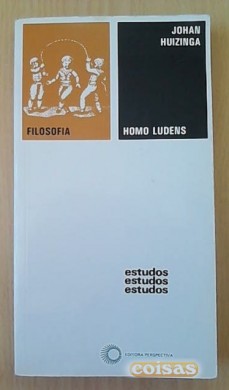 JOHAN
HUIZINGA
FILOSOFIA
HOMO LUDENS
estudos
estudos
estudos
EDITORA PERSPECTIVA
coisas